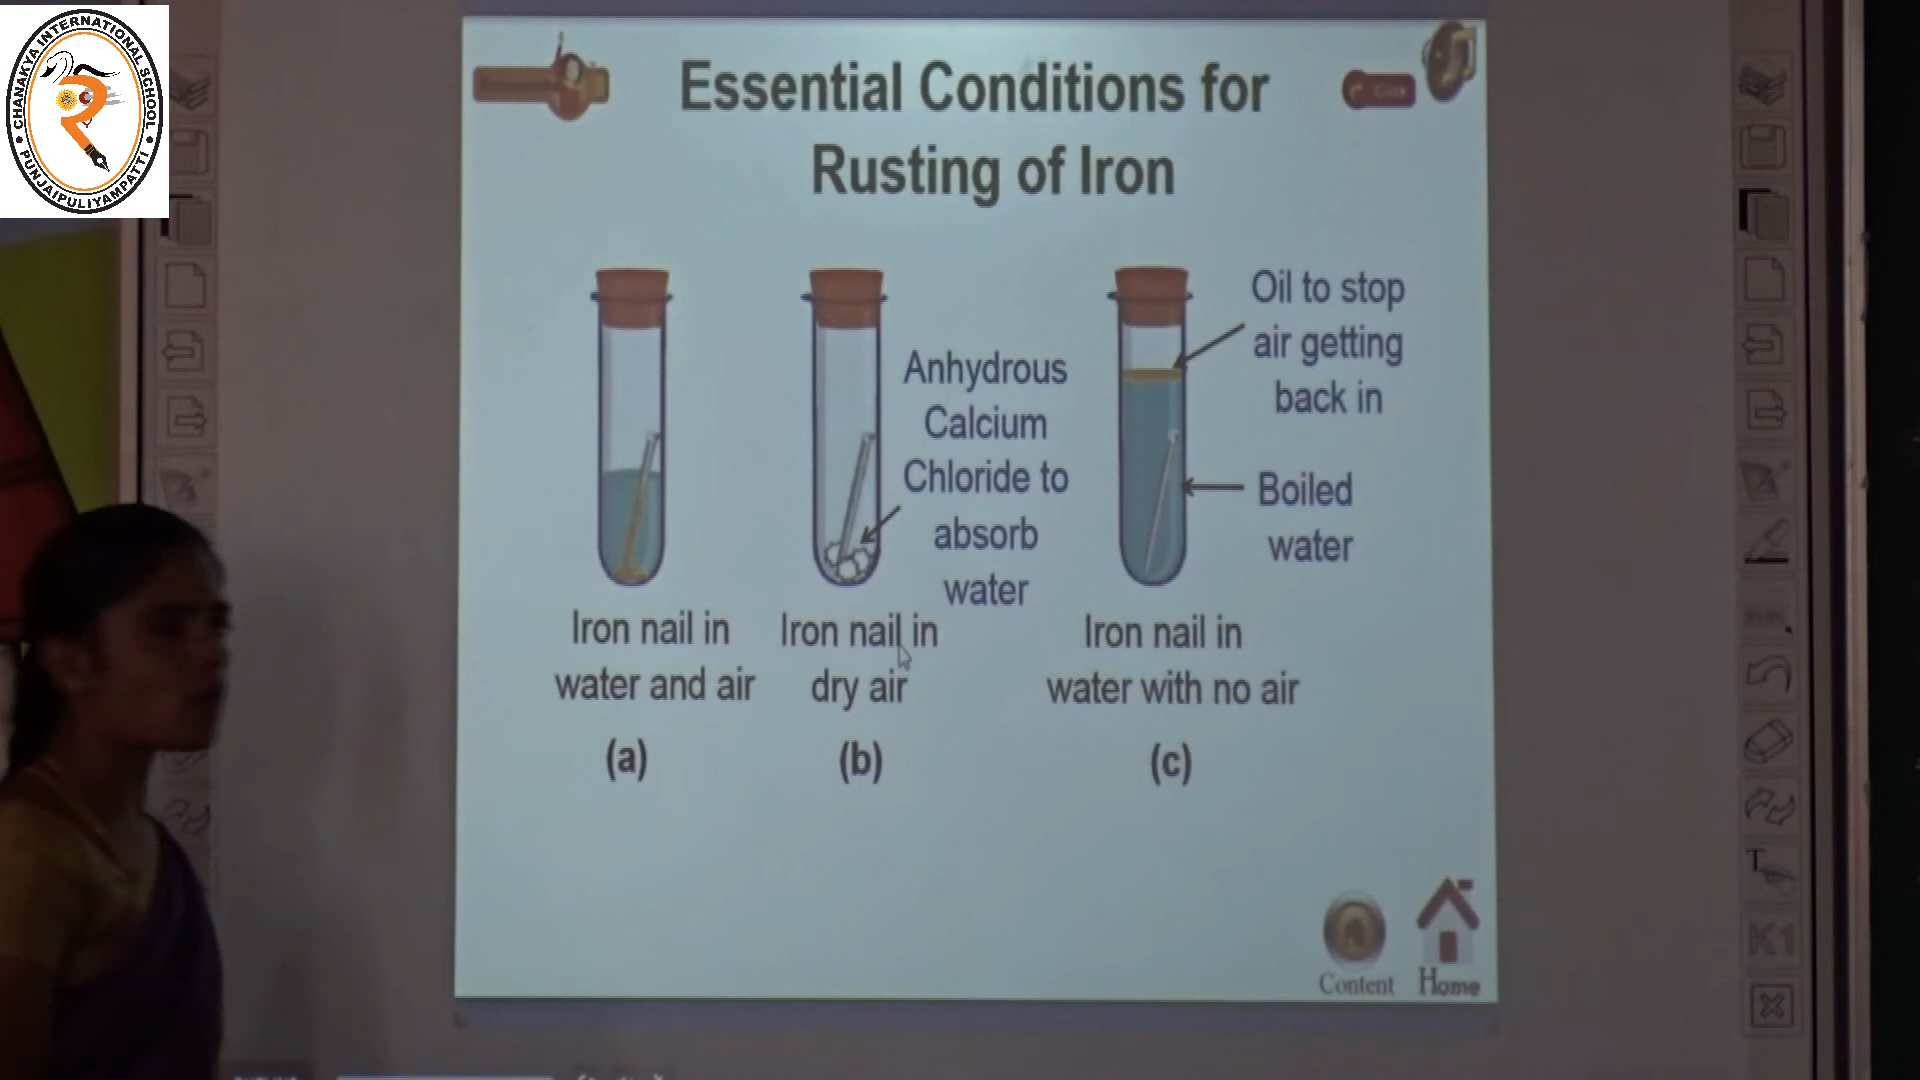 CHANAKYA INTERNATIONAL SCHOOL
PUNJAIPULIYAMPATTI
Essential Conditions for
Rusting of Iron
Oil to stop
air getting
back in
Anhydrous
Calcium
Chloride to
absorb
water
Boiled
water
Iron nail in
water and air
(a)
Iron nail in
dry air
(b)
Iron nail in
water with no air
(c)
Content
Home
T
K1